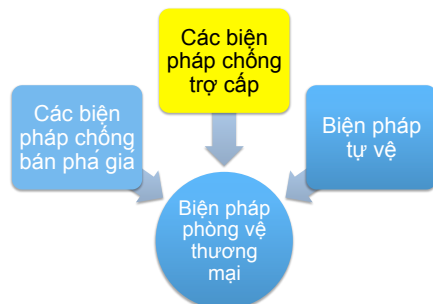 Các biện
pháp chống
trợ cấp
Các biện
pháp chống
bán phá giá
Biện pháp
tự vệ
Biện pháp
phòng vệ
thương
mại